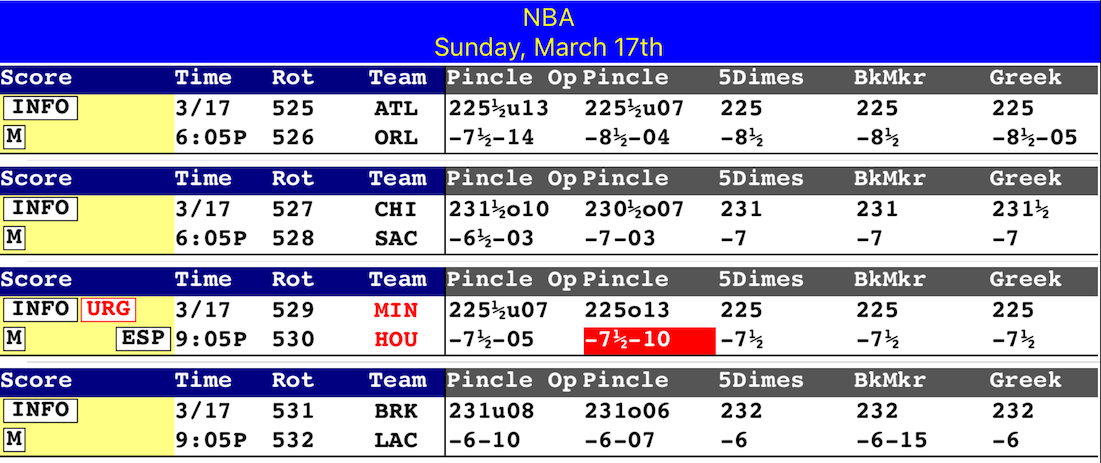 NBA
Sunday, March 17th
Score Time Rot Team Pincle Op Pincle 5Dimes BkMkr Greek
INFO 3/17 525 ATL 225½u13 225½u07 225 225 225
M 6:05P 526 ORL -7½-14 -8½-04 -8½ -8½ -8½-05
Score Time Rot Team Pincle Op Pincle 5Dimes BkMkr Greek
INFO 3/17 527 CHI 231½o10 230½o07 231 231 231½
M 6:05P 528 SAC -6½-03 -7-03 -7 -7 -7
Score Time Rot Team Pincle Op Pincle 5Dimes BkMkr Greek
INFO URG 3/17 529 MIN 225½u07 225o13 225 225 225
M ESP 9:05P 530 HOU -7½-05 -7½-10 -7½ -7½ -7½
Score Time Rot Team Pincle Op Pincle 5Dimes BkMkr Greek
INFO 3/17 531 BRK 231u08 231o06 232 232 232
M 9:05P 532 LAC -6-10 -6-07 -6 -6-15 -6